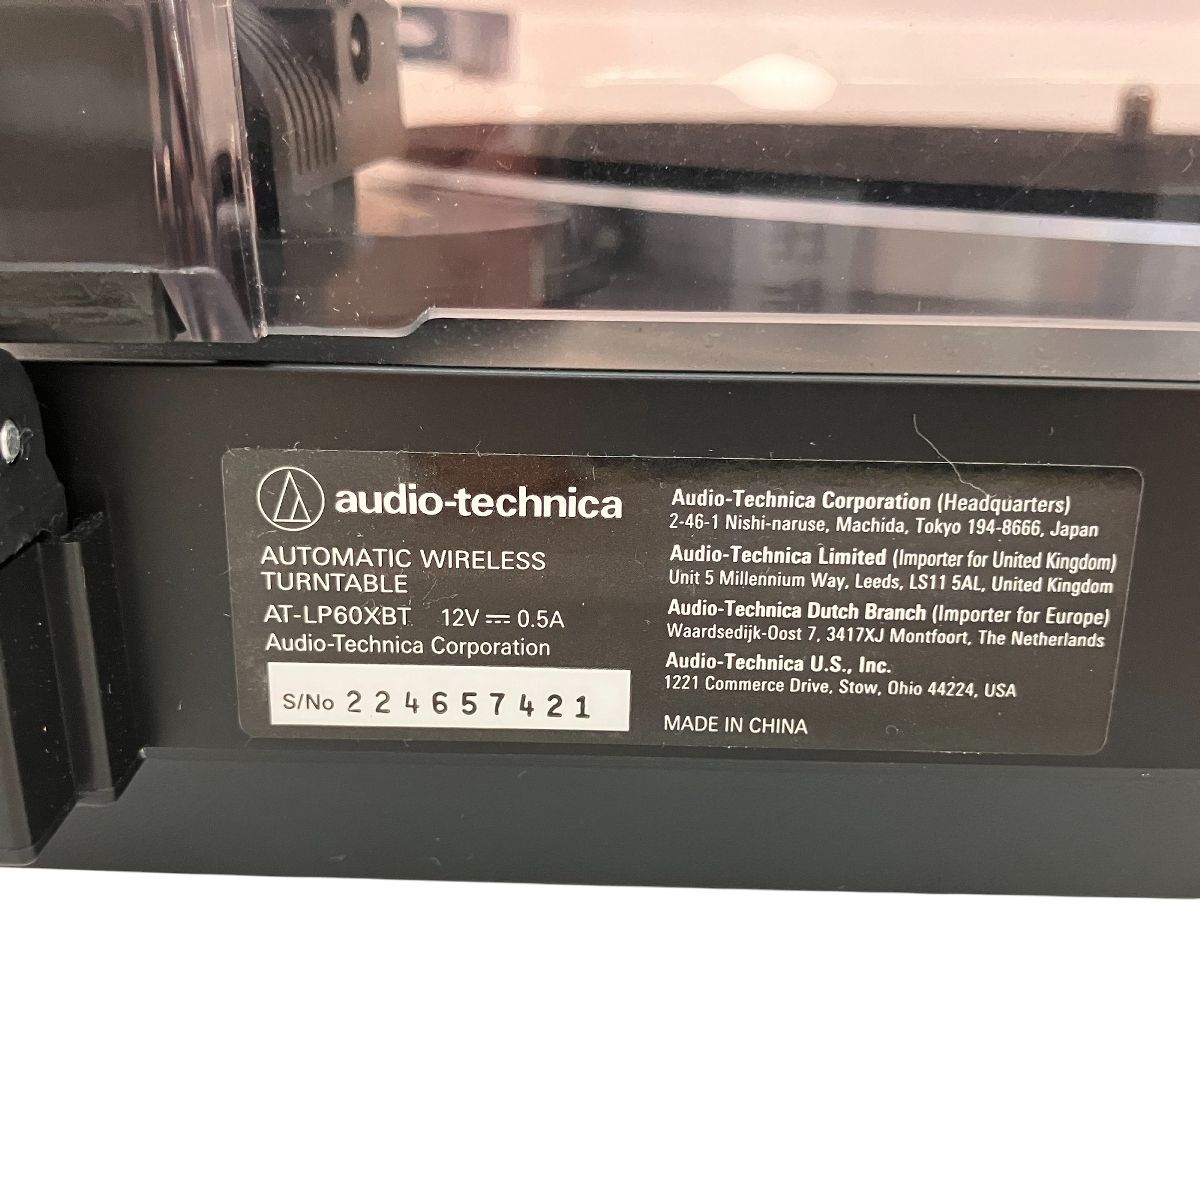 audio-technica
AUTOMATIC WIRELESS
TURNTABLE
AT-LP60XBT 12V ⎓ 0.5A
Audio-Technica Corporation
S/No 224657421
Audio-Technica Corporation (Headquarters)
2-46-1 Nishi-naruse, Machida, Tokyo 194-8666, Japan
Audio-Technica Limited (Importer for United Kingdom)
Unit 5 Millennium Way, Leeds, LS11 5AL, United Kingdom
Audio-Technica Dutch Branch (Importer for Europe)
Waardsedijk-Oost 7, 3417XJ Montfoort, The Netherlands
Audio-Technica U.S., Inc.
1221 Commerce Drive, Stow, Ohio 44224, USA
MADE IN CHINA